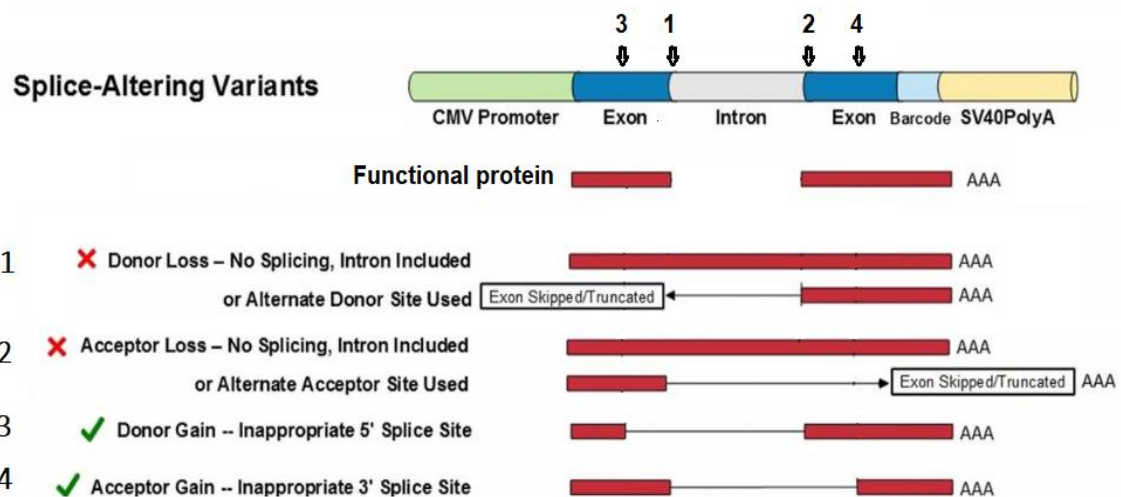 3 1 2 4
Splice-Altering Variants
CMV Promoter Exon Intron Exon Barcode SV40PolyA
Functional protein AAA
1 Donor Loss – No Splicing, Intron Included AAA
or Alternate Donor Site Used Exon Skipped/Truncated AAA
2 Acceptor Loss – No Splicing, Intron Included AAA
or Alternate Acceptor Site Used Exon Skipped/Truncated AAA
3 Donor Gain -- Inappropriate 5' Splice Site AAA
4 Acceptor Gain -- Inappropriate 3' Splice Site AAA